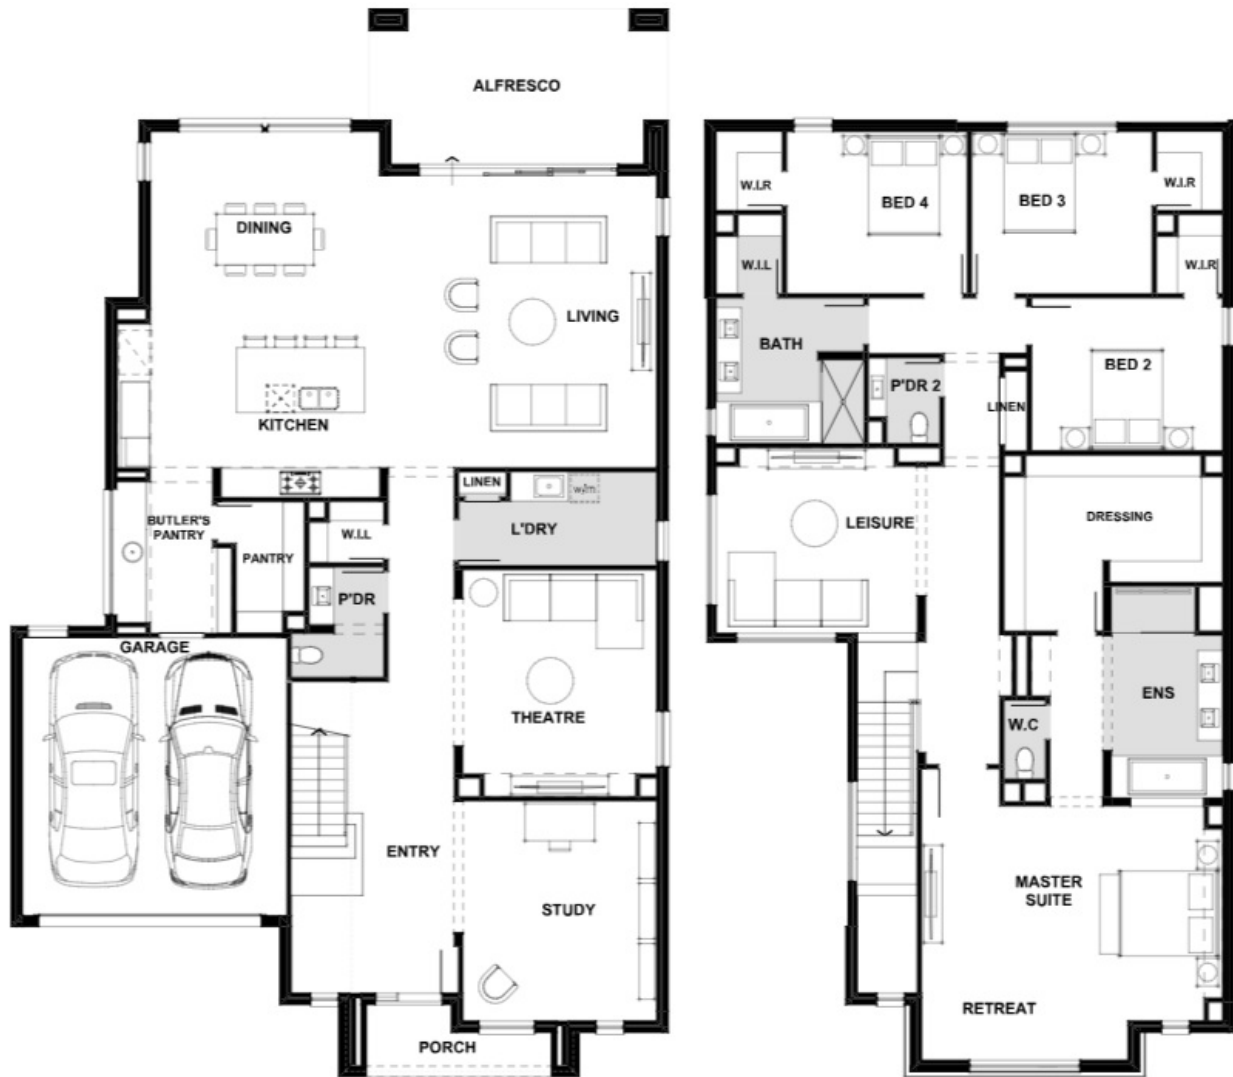 ALFRESCO
DINING
LIVING
KITCHEN
BUTLER'S
PANTRY
PANTRY
W.I.L
LINEN
w/m
L'DRY
P'DR
GARAGE
THEATRE
ENTRY
STUDY
PORCH
W.I.R
BED 4
BED 3
W.I.R
W.I.L
W.I.R
BATH
P'DR 2
BED 2
LINEN
LEISURE
DRESSING
ENS
W.C
MASTER
SUITE
RETREAT